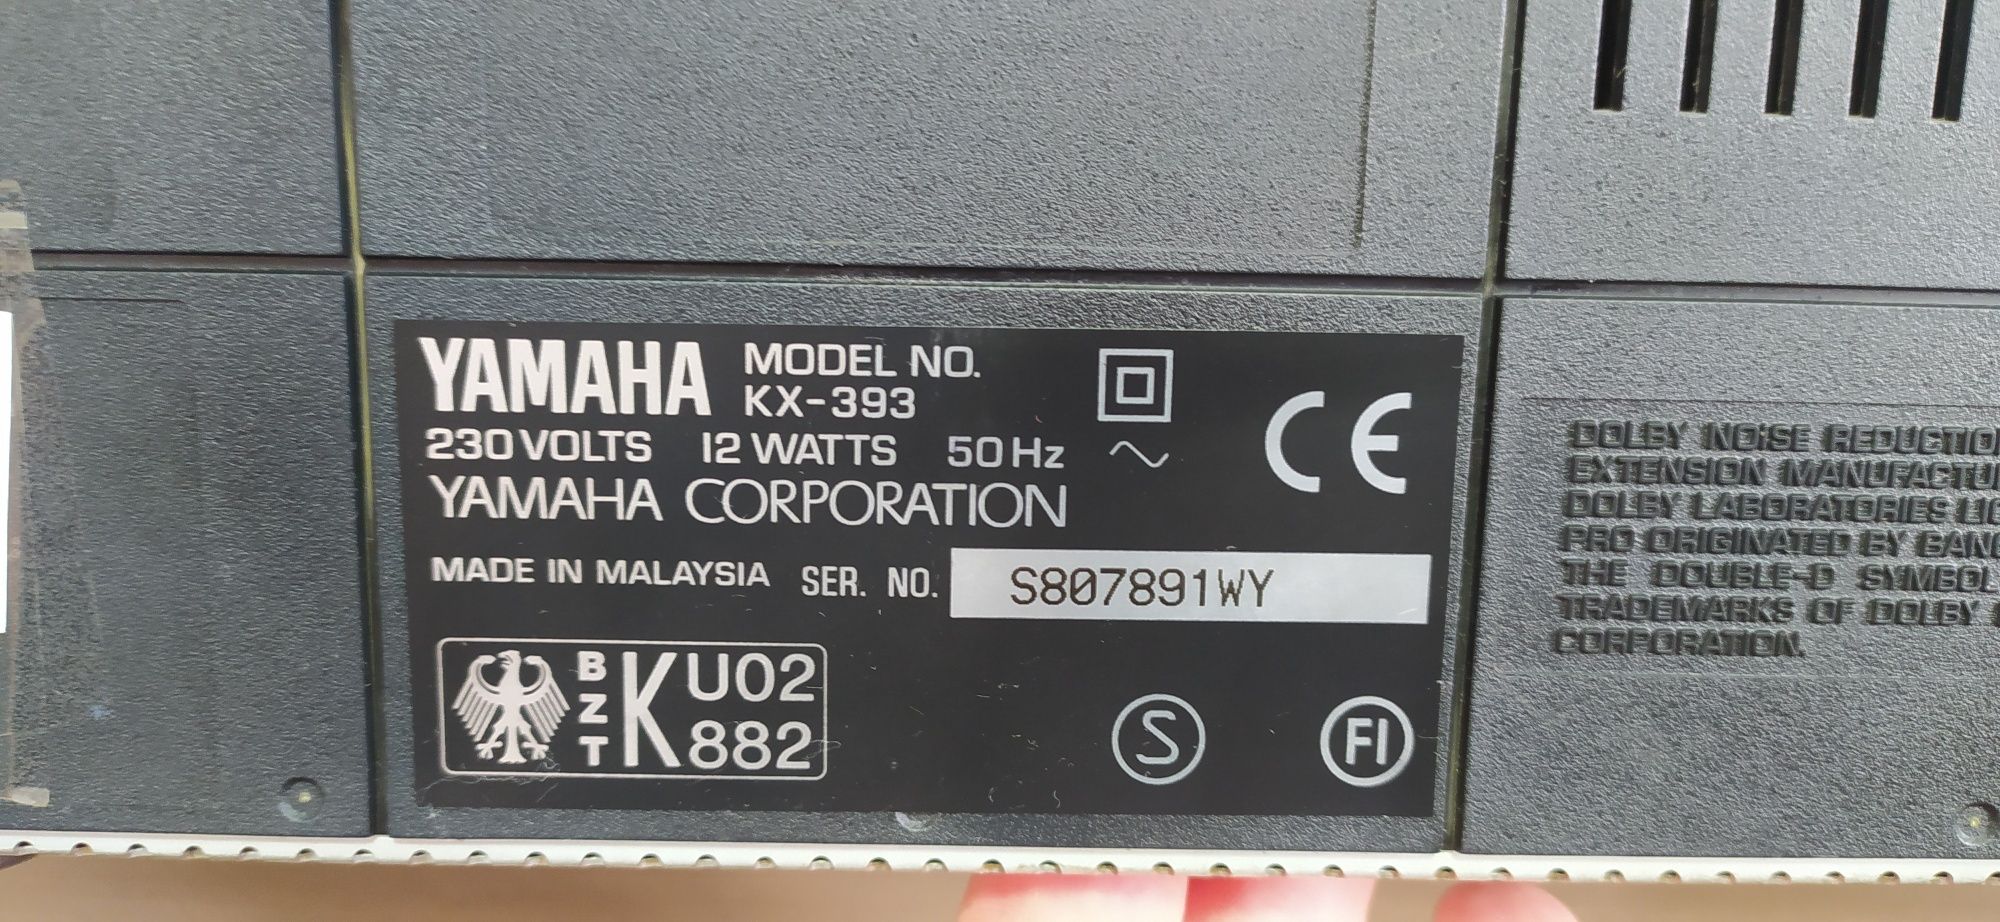 YAMAHA MODEL NO. KX-393
230 VOLTS 12 WATTS 50 Hz ~
YAMAHA CORPORATION
MADE IN MALAYSIA SER. NO. S807891WY
CE
BZT K U02 882
S
FI
DOLBY NOISE REDUCTIO
EXTENSION MANUFACTU
DOLBY LABORATORIES LIC
PRO ORIGINATED BY BANG
THE DOUBLE-D SYMBOL
TRADEMARKS OF DOLBY
CORPORATION.